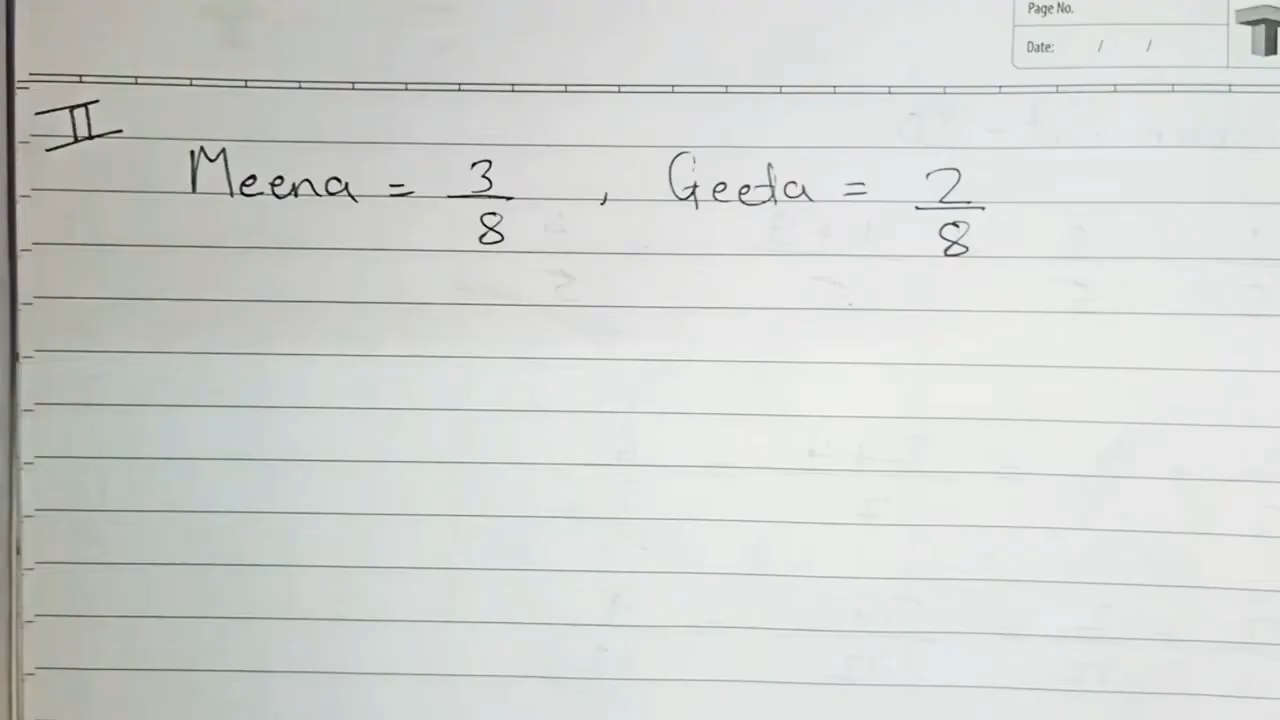 Page No.
Date: / /
II
Meena = 3/8 , Geeta = 2/8